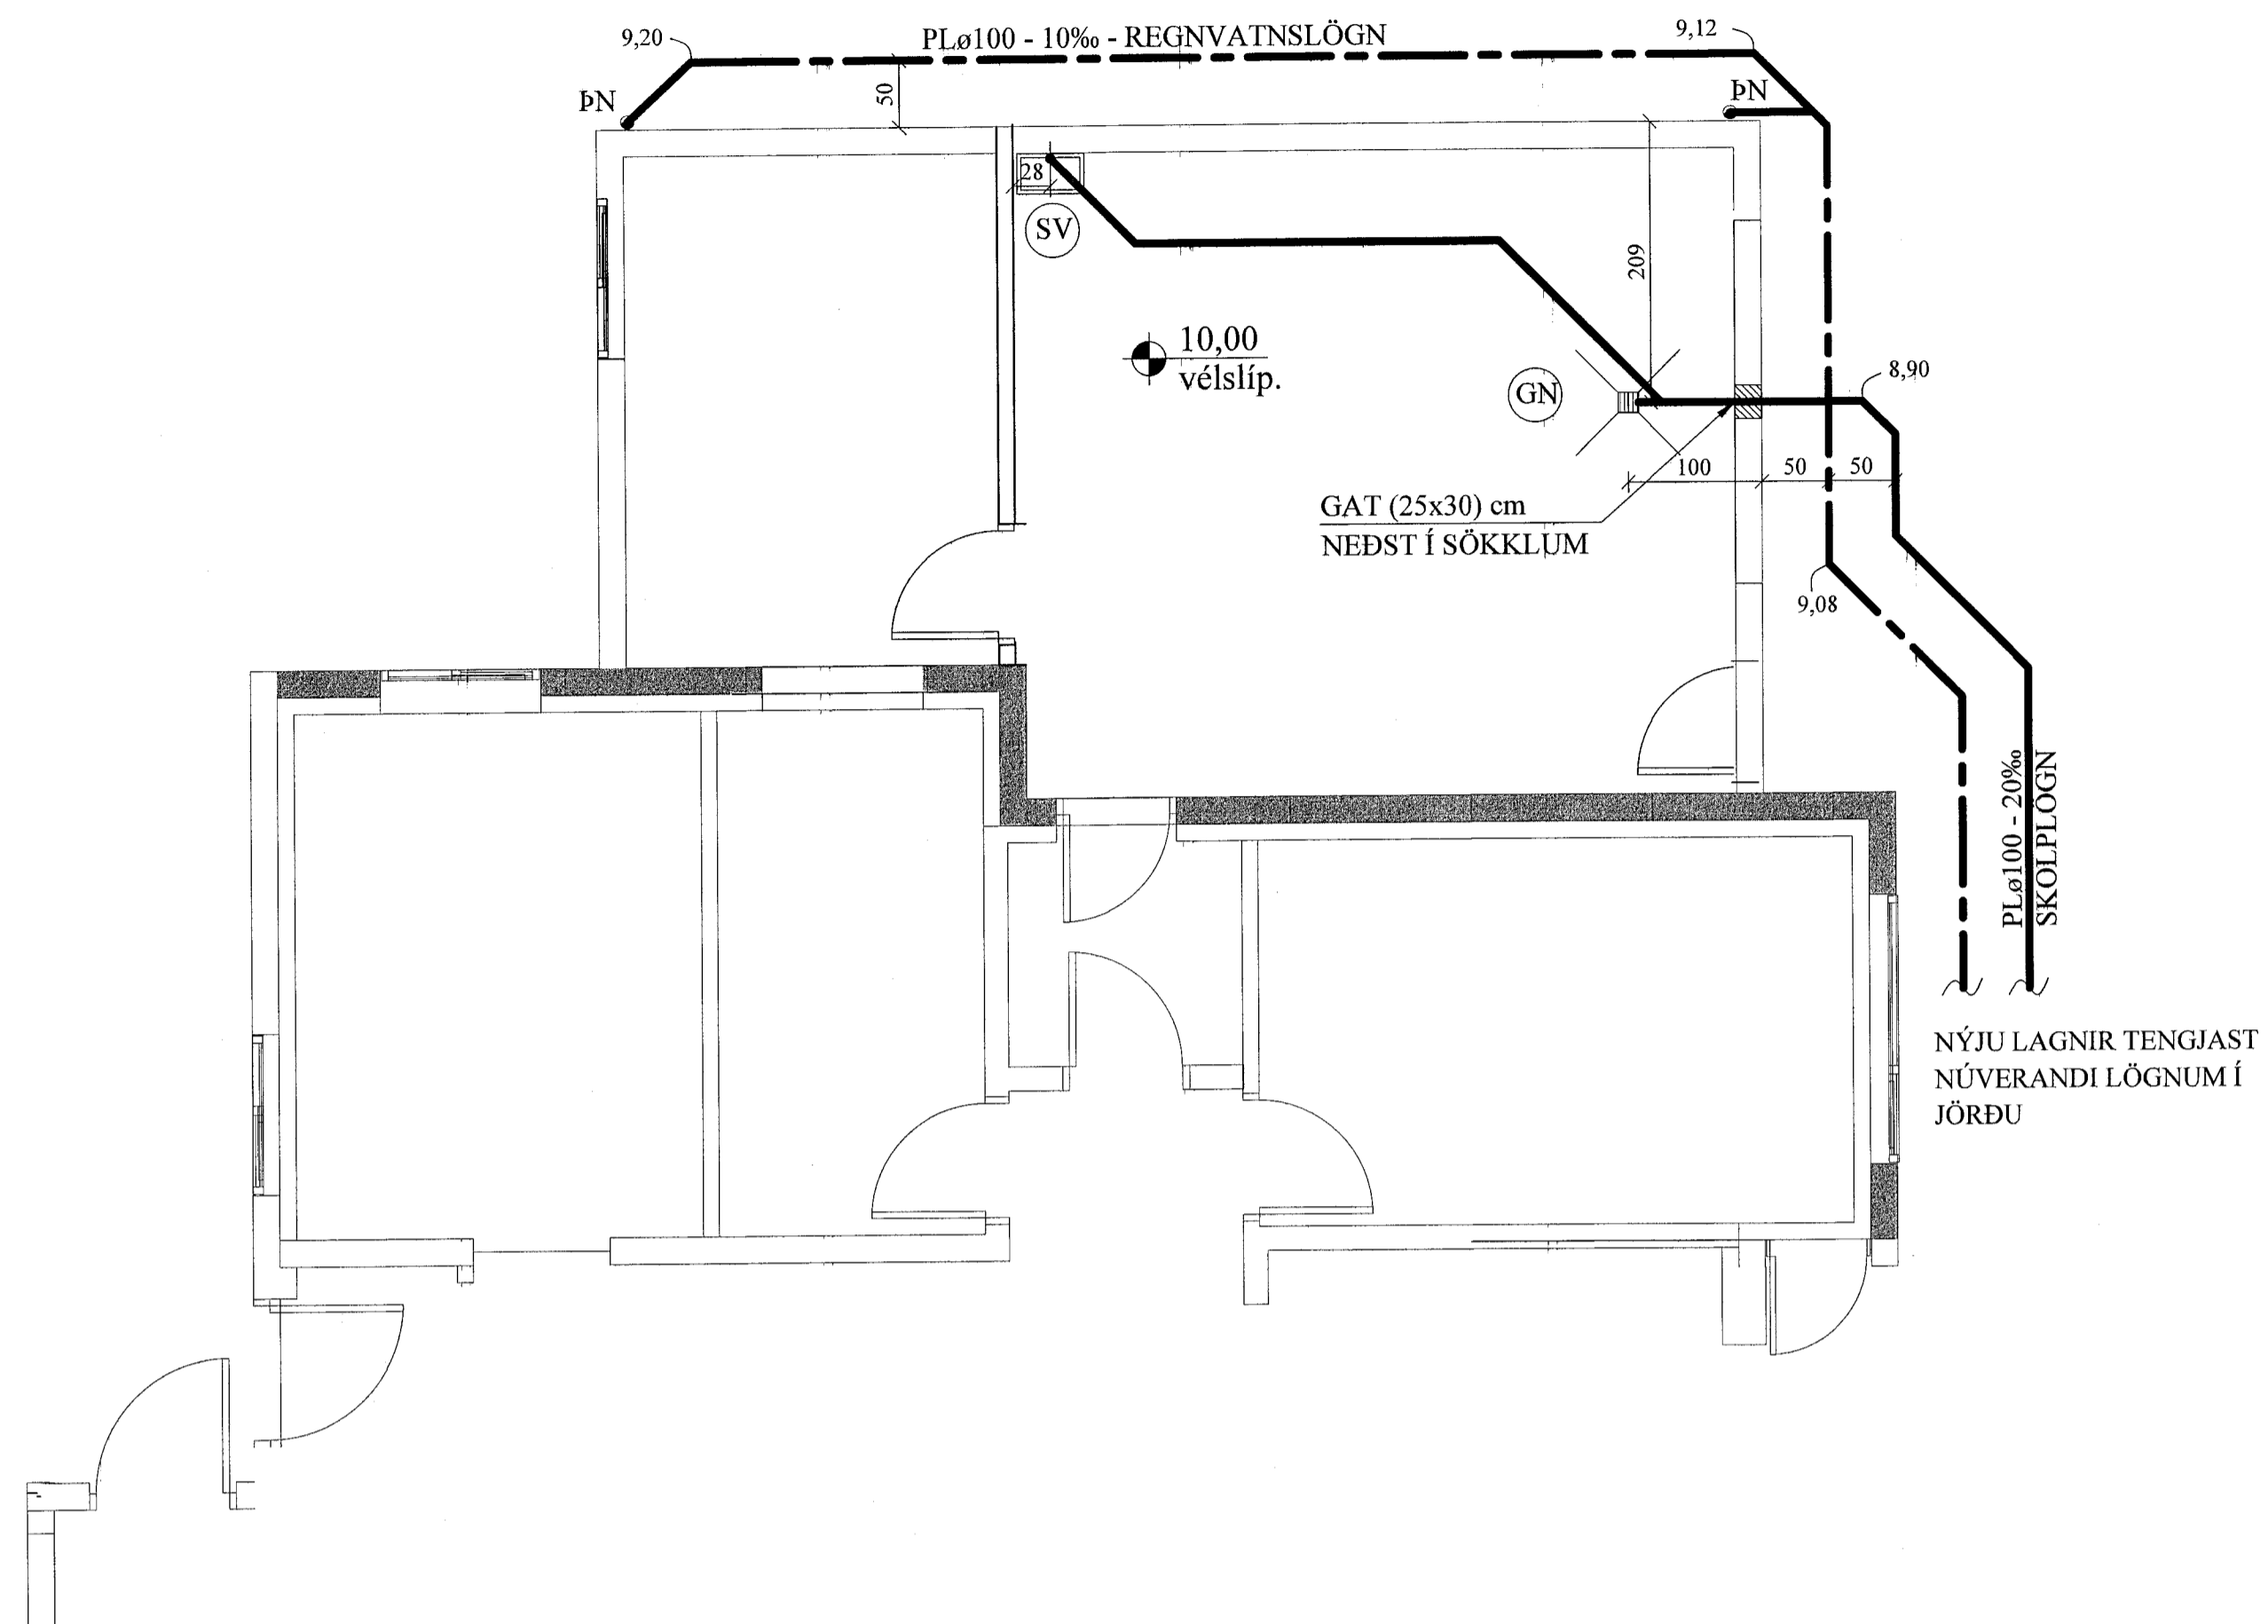 9,20
PLø100 - 10‰ - REGNVATNSLÖGN
9,12
ÞN
50
ÞN
28
SV
209
10,00
vélslíp.
GN
8,90
100
50
50
GAT (25x30) cm
NEÐST Í SÖKKLUM
9,08
PLø100 - 20‰
SKOLPLÖGN
NÝJU LAGNIR TENGJAST
NÚVERANDI LÖGNUM Í
JÖRÐU